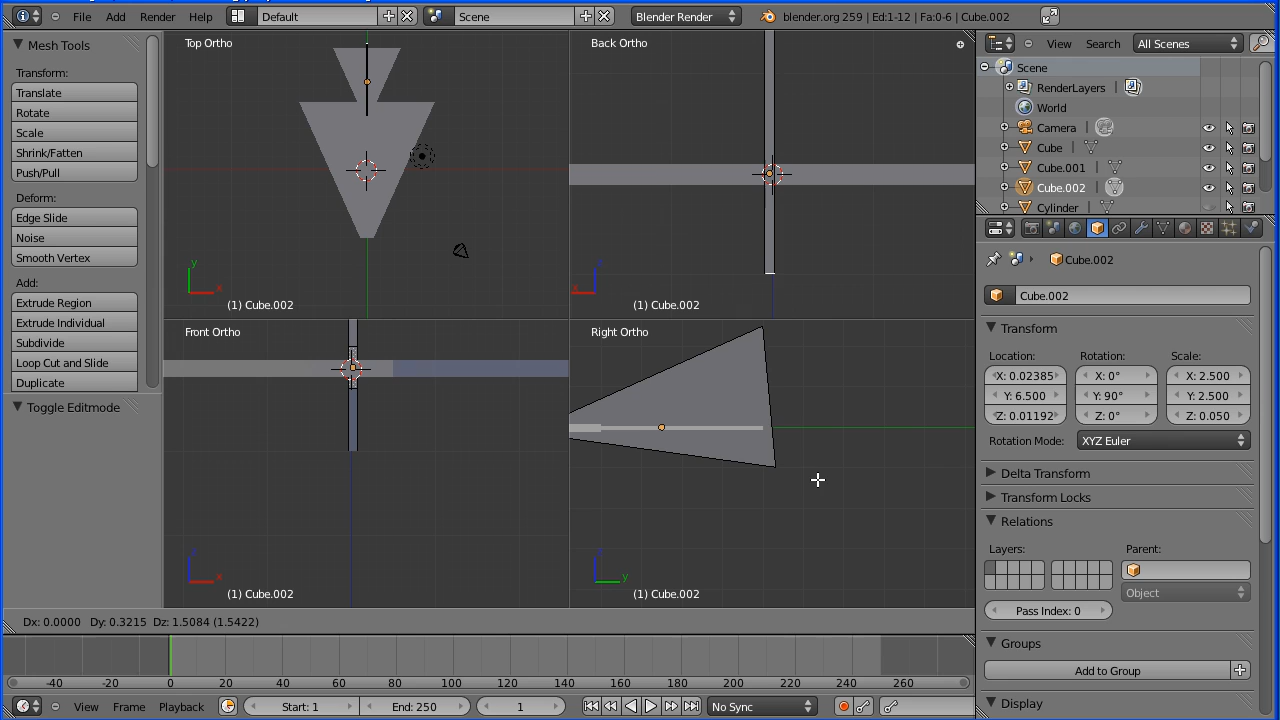 File Add Render Help Default Scene Blender Render blender.org 259 | Ed:1-12 | Fa:0-6 | Cube.002
Mesh Tools
Transform:
Translate
Rotate
Scale
Shrink/Fatten
Push/Pull
Deform:
Edge Slide
Noise
Smooth Vertex
Add:
Extrude Region
Extrude Individual
Subdivide
Loop Cut and Slide
Duplicate
Toggle Editmode
Top Ortho
y
x
(1) Cube.002
Back Ortho
z
x
(1) Cube.002
Front Ortho
z
x
(1) Cube.002
Right Ortho
z
y
(1) Cube.002
Dx: 0.0000 Dy: 0.3215 Dz: 1.5084 (1.5422)
-40 -20 0 20 40 60 80 100 120 140 160 180 200 220 240 260
View Frame Playback Start: 1 End: 250 1 No Sync
View Search All Scenes
Scene
RenderLayers
World
Camera
Cube
Cube.001
Cube.002
Cylinder
Cube.002
Cube.002
Transform
Location: Rotation: Scale:
X: 0.02385 X: 0° X: 2.500
Y: 6.500 Y: 90° Y: 2.500
Z: 0.01192 Z: 0° Z: 0.050
Rotation Mode: XYZ Euler
Delta Transform
Transform Locks
Relations
Layers: Parent:
Object
Pass Index: 0
Groups
Add to Group
Display